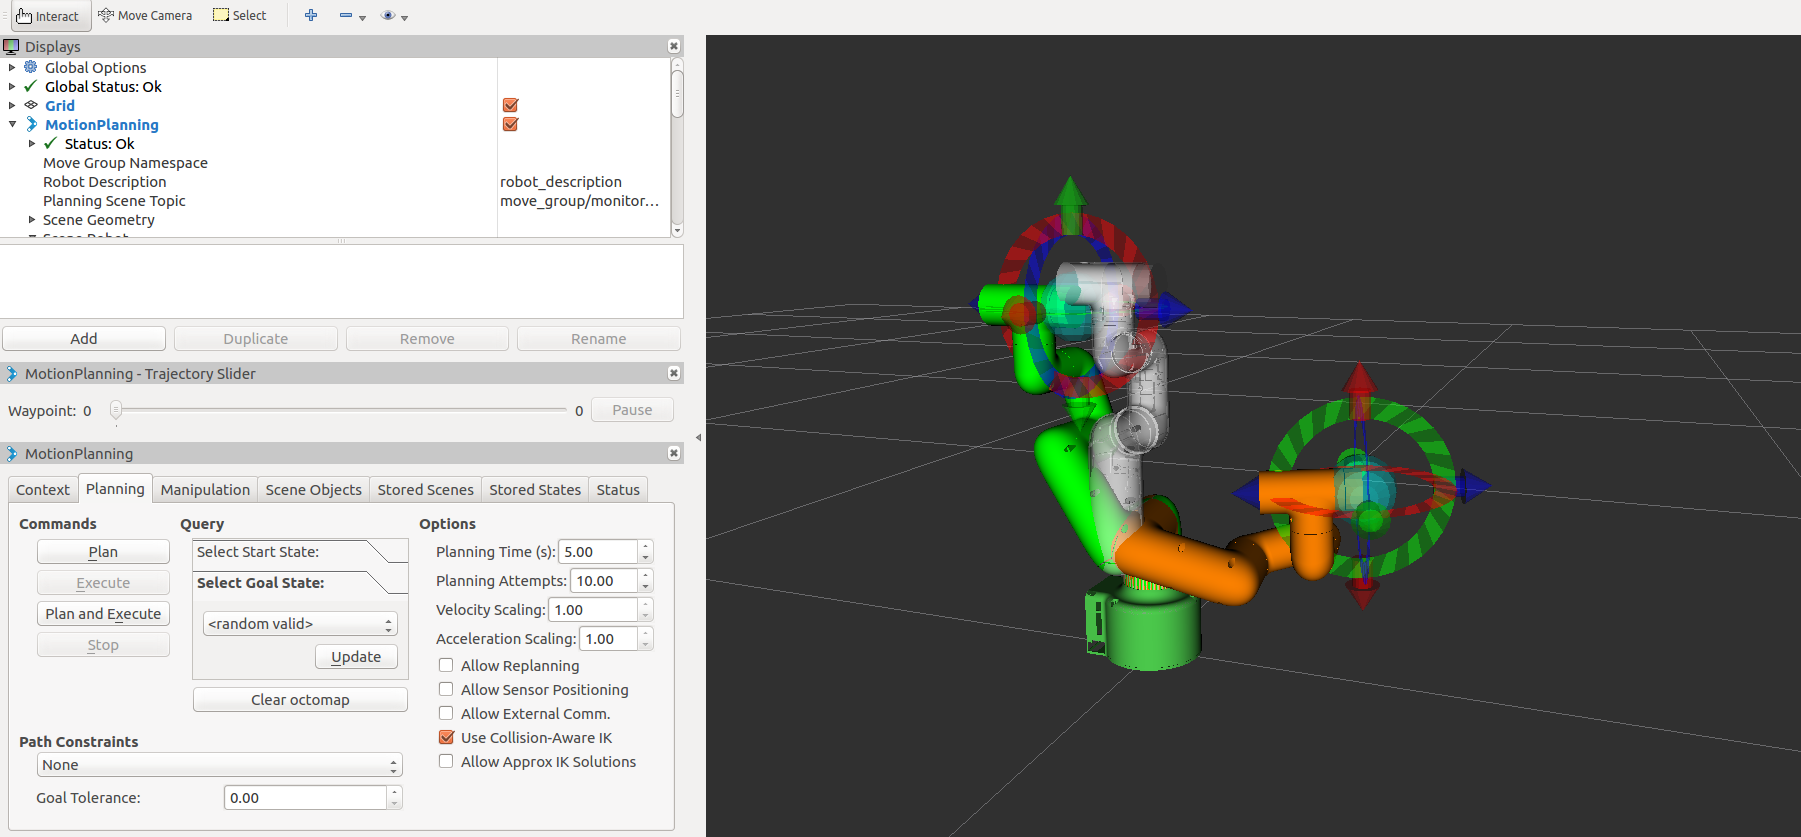 Interact Move Camera Select
Displays
Global Options
Global Status: Ok
Grid
MotionPlanning
Status: Ok
Move Group Namespace
Robot Description robot_description
Planning Scene Topic move_group/monitor...
Scene Geometry
Scene Robot
Add Duplicate Remove Rename
MotionPlanning - Trajectory Slider
Waypoint: 0 0 Pause
MotionPlanning
Context Planning Manipulation Scene Objects Stored Scenes Stored States Status
Commands
Plan
Execute
Plan and Execute
Stop
Query
Select Start State:
Select Goal State:
<random valid>
Update
Clear octomap
Options
Planning Time (s): 5.00
Planning Attempts: 10.00
Velocity Scaling: 1.00
Acceleration Scaling: 1.00
Allow Replanning
Allow Sensor Positioning
Allow External Comm.
Use Collision-Aware IK
Allow Approx IK Solutions
Path Constraints
None
Goal Tolerance: 0.00